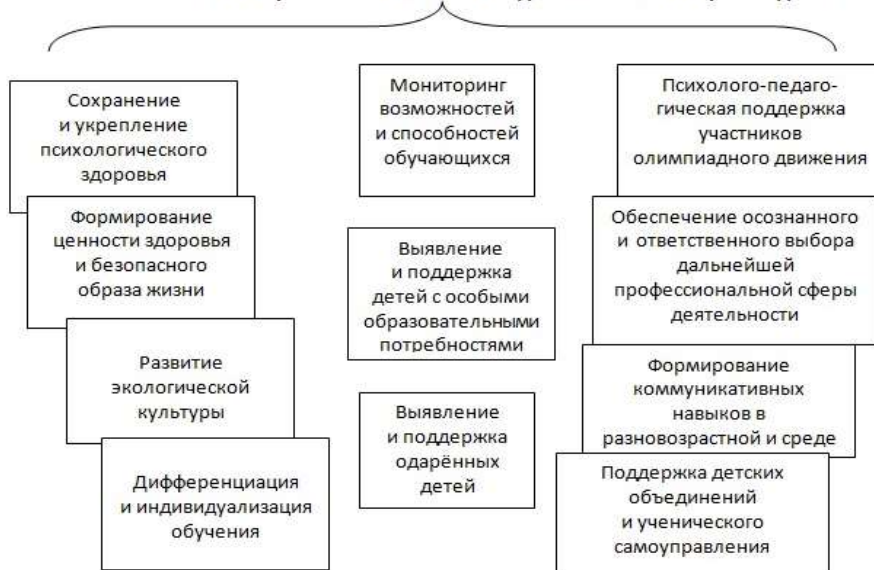 Сохранение
и укрепление
психологического
здоровья
Формирование
ценности здоровья
и безопасного
образа жизни
Развитие
экологической
культуры
Дифференциация
и индивидуализация
обучения
Мониторинг
возможностей
и способностей
обучающихся
Выявление
и поддержка
детей с особыми
образовательными
потребностями
Выявление
и поддержка
одарённых
детей
Психолого-педаго-
гическая поддержка
участников
олимпиадного движения
Обеспечение осознанного
и ответственного выбора
дальнейшей
профессиональной сферы
деятельности
Формирование
коммуникативных
навыков в
разновозрастной и среде
Поддержка детских
объединений
и ученического
самоуправления